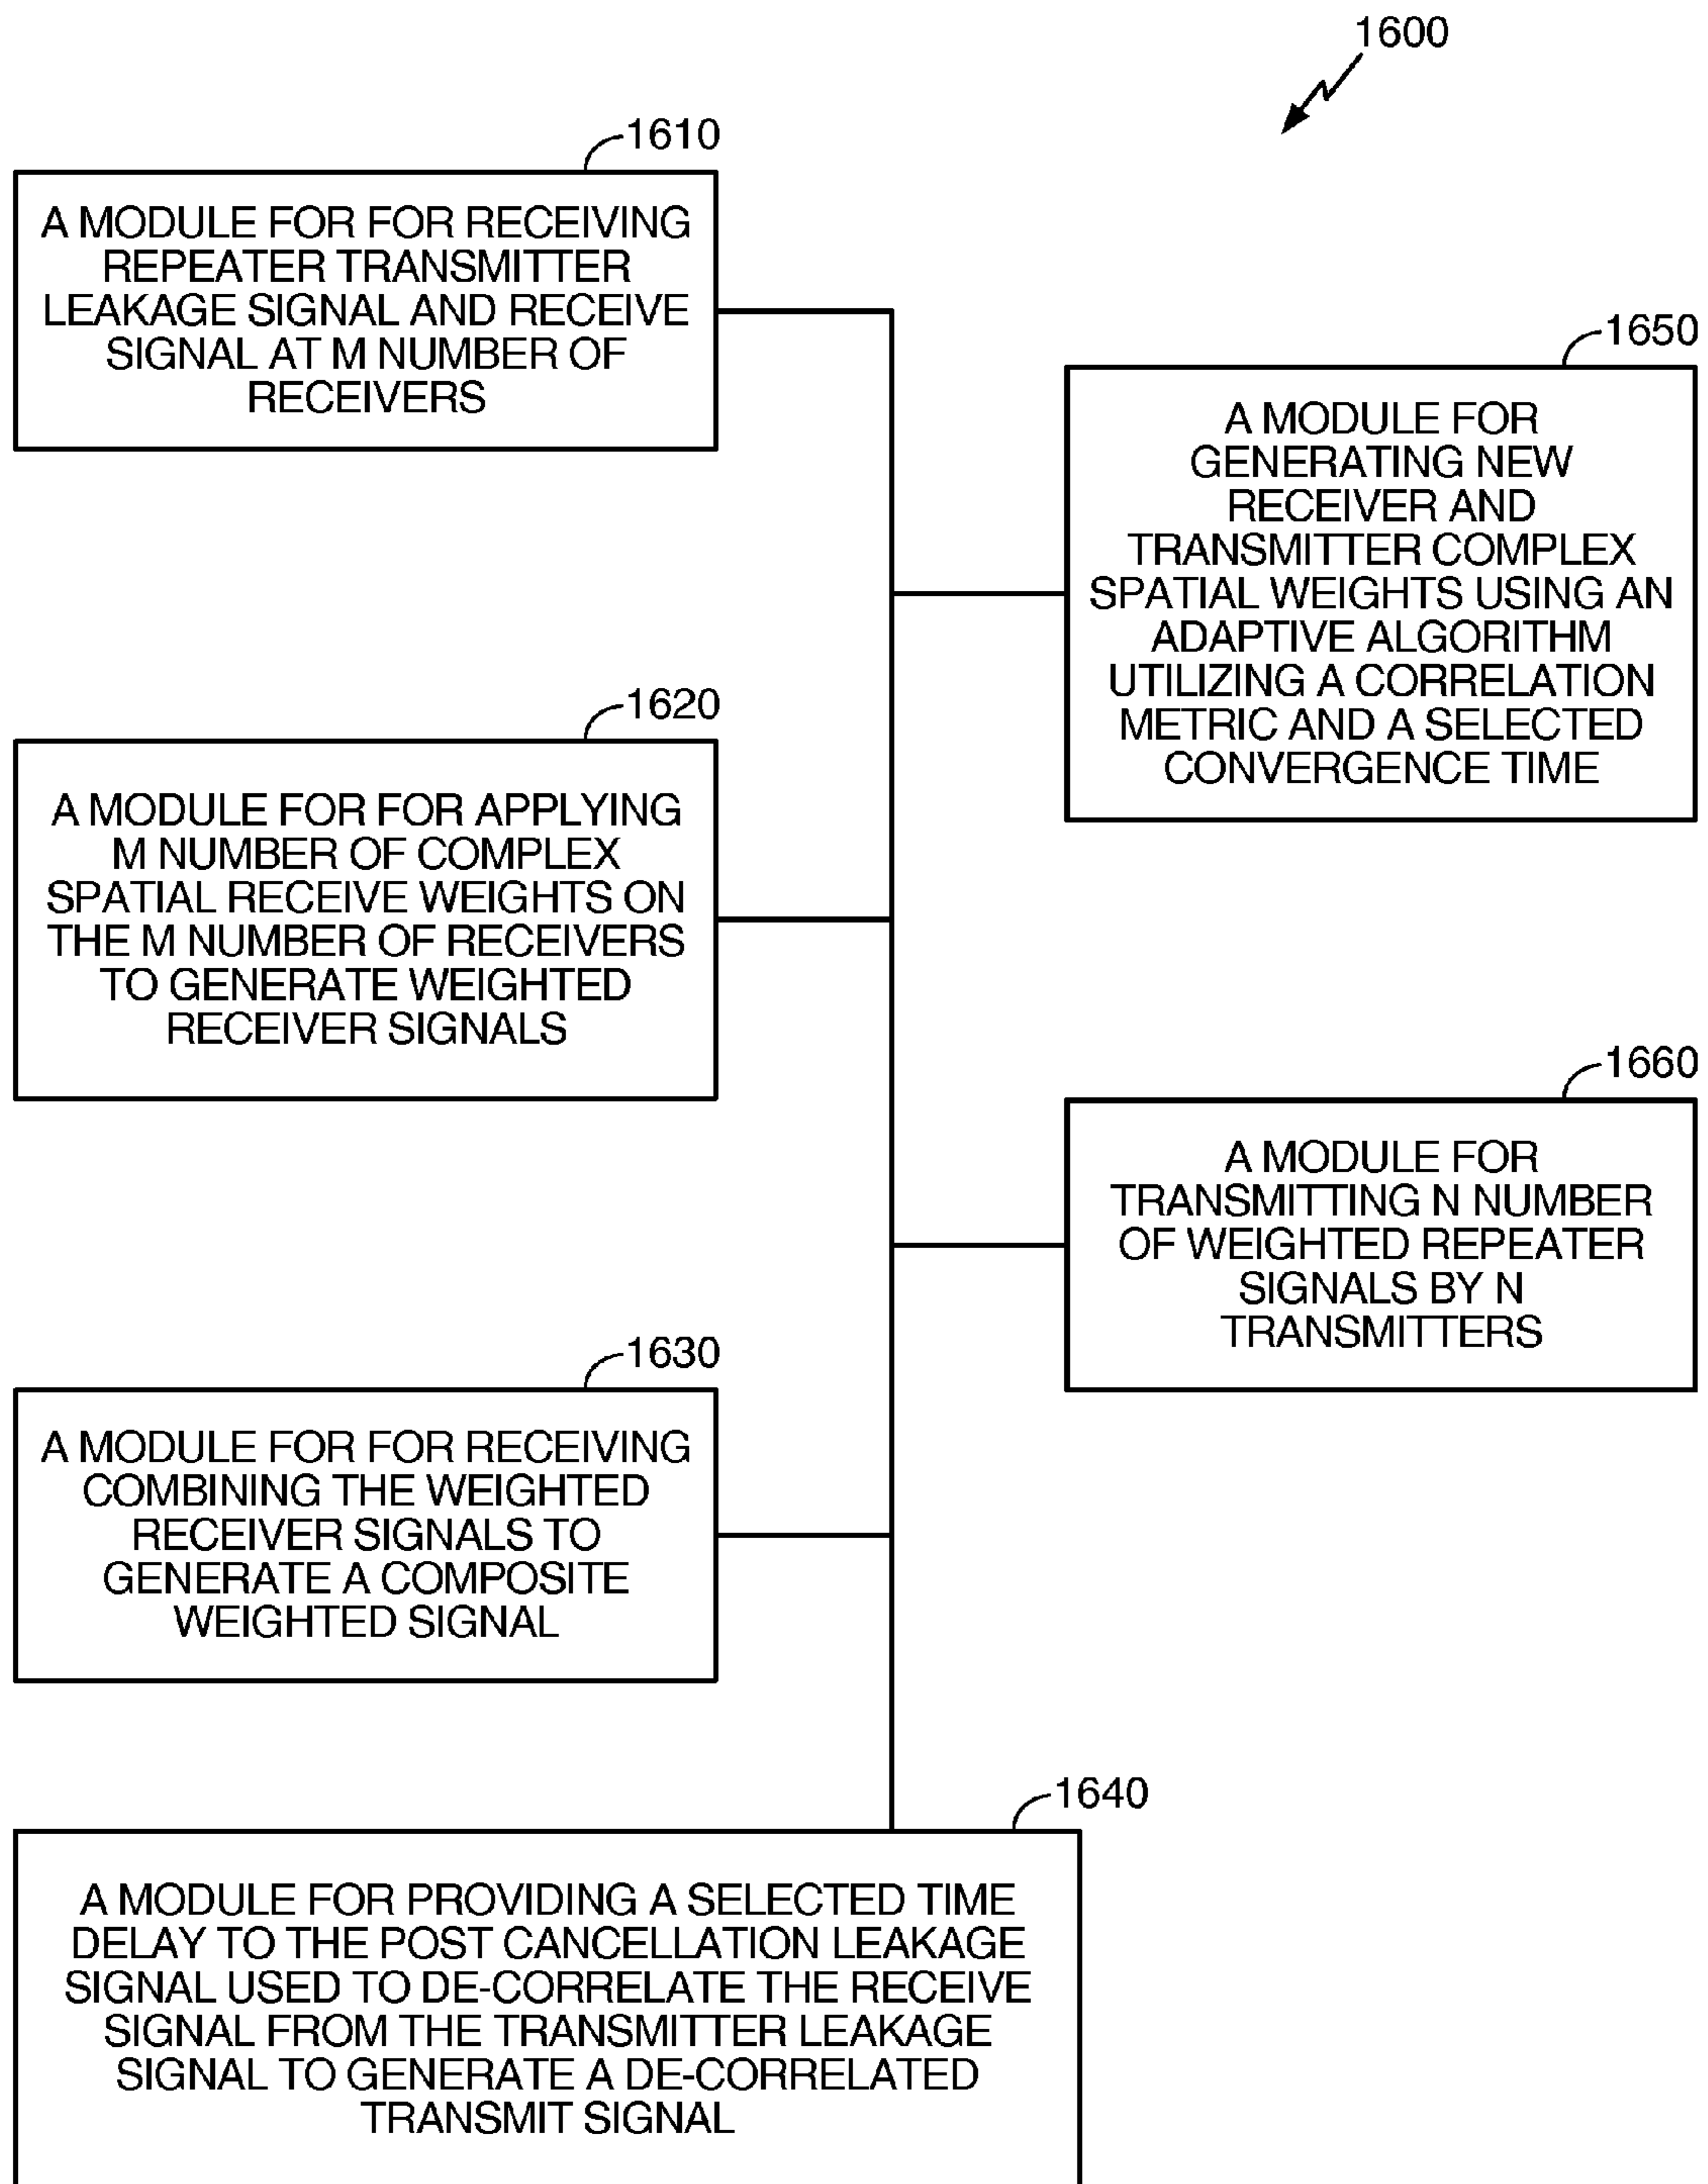 1600
1610
A MODULE FOR FOR RECEIVING
REPEATER TRANSMITTER
LEAKAGE SIGNAL AND RECEIVE
SIGNAL AT M NUMBER OF
RECEIVERS
1620
A MODULE FOR FOR APPLYING
M NUMBER OF COMPLEX
SPATIAL RECEIVE WEIGHTS ON
THE M NUMBER OF RECEIVERS
TO GENERATE WEIGHTED
RECEIVER SIGNALS
1630
A MODULE FOR FOR RECEIVING
COMBINING THE WEIGHTED
RECEIVER SIGNALS TO
GENERATE A COMPOSITE
WEIGHTED SIGNAL
1640
A MODULE FOR PROVIDING A SELECTED TIME
DELAY TO THE POST CANCELLATION LEAKAGE
SIGNAL USED TO DE-CORRELATE THE RECEIVE
SIGNAL FROM THE TRANSMITTER LEAKAGE
SIGNAL TO GENERATE A DE-CORRELATED
TRANSMIT SIGNAL
1650
A MODULE FOR
GENERATING NEW
RECEIVER AND
TRANSMITTER COMPLEX
SPATIAL WEIGHTS USING AN
ADAPTIVE ALGORITHM
UTILIZING A CORRELATION
METRIC AND A SELECTED
CONVERGENCE TIME
1660
A MODULE FOR
TRANSMITTING N NUMBER
OF WEIGHTED REPEATER
SIGNALS BY N
TRANSMITTERS